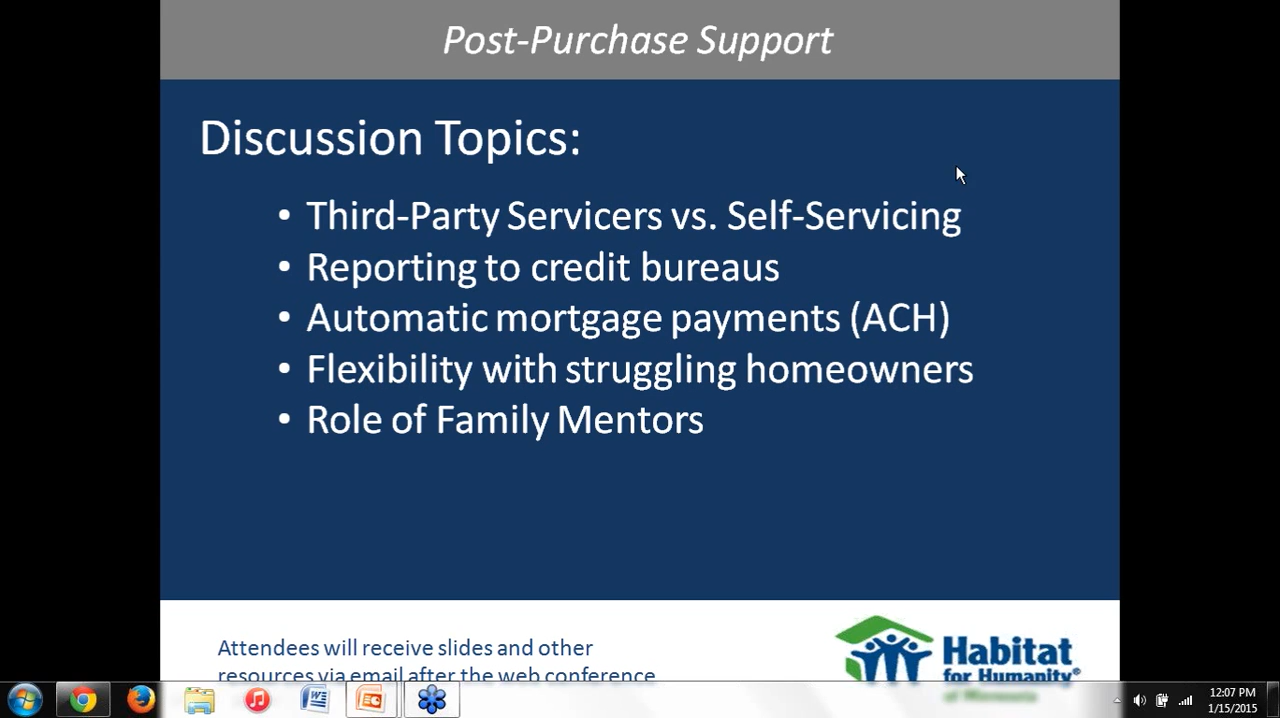 Post-Purchase Support
Discussion Topics:
• Third-Party Servicers vs. Self-Servicing
• Reporting to credit bureaus
• Automatic mortgage payments (ACH)
• Flexibility with struggling homeowners
• Role of Family Mentors
Attendees will receive slides and other
resources via email after the web conference
Habitat
for Humanity®
of Minnesota
12:07 PM
1/15/2015